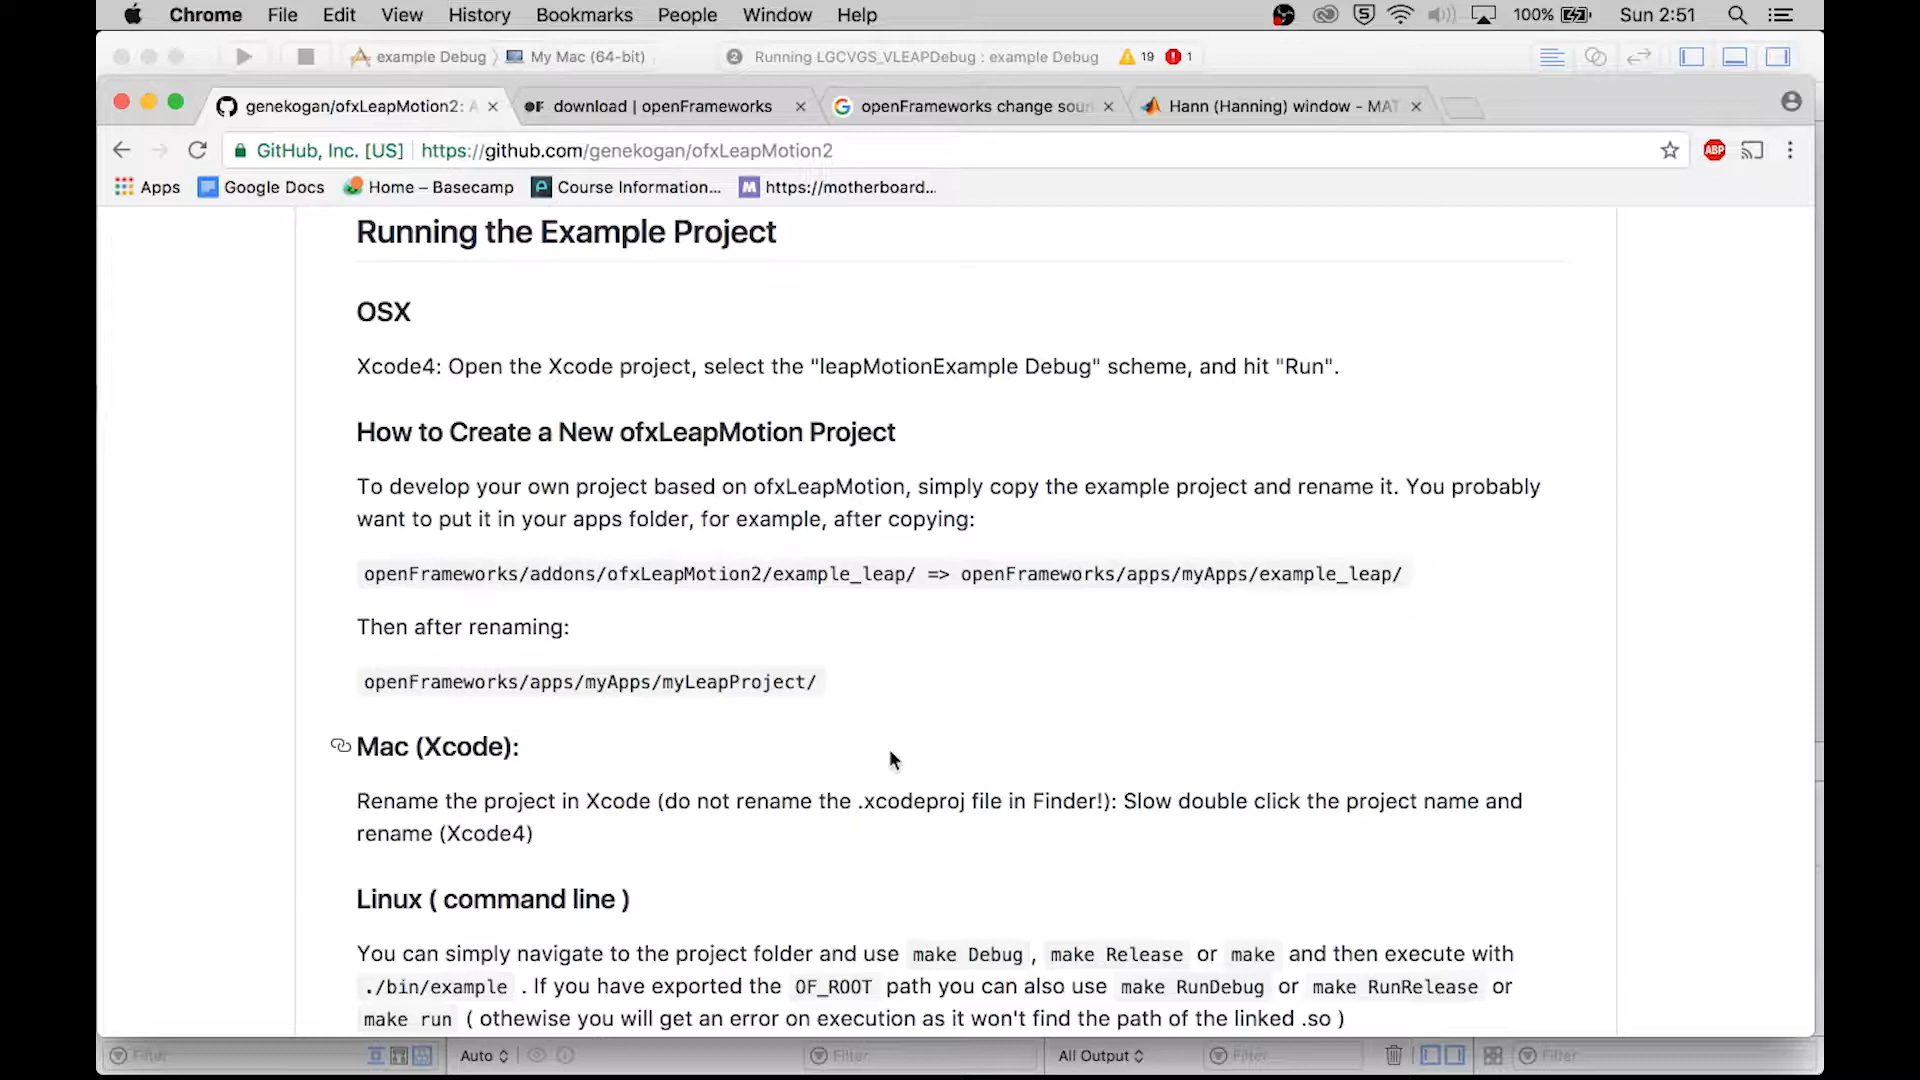 Chrome File Edit View History Bookmarks People Window Help 100% Sun 2:51
example Debug My Mac (64-bit) 2 Running LGCVGS_VLEAPDebug : example Debug 19 1
genekogan/ofxLeapMotion2: A download | openFrameworks openFrameworks change sour Hann (Hanning) window - MAT
GitHub, Inc. [US] https://github.com/genekogan/ofxLeapMotion2 ABP
Apps Google Docs Home – Basecamp Course Information... https://motherboard...
Running the Example Project
OSX
Xcode4: Open the Xcode project, select the "leapMotionExample Debug" scheme, and hit "Run".
How to Create a New ofxLeapMotion Project
To develop your own project based on ofxLeapMotion, simply copy the example project and rename it. You probably
want to put it in your apps folder, for example, after copying:
openFrameworks/addons/ofxLeapMotion2/example_leap/ => openFrameworks/apps/myApps/example_leap/
Then after renaming:
openFrameworks/apps/myApps/myLeapProject/
Mac (Xcode):
Rename the project in Xcode (do not rename the .xcodeproj file in Finder!): Slow double click the project name and
rename (Xcode4)
Linux ( command line )
You can simply navigate to the project folder and use make Debug , make Release or make and then execute with
./bin/example . If you have exported the OF_ROOT path you can also use make RunDebug or make RunRelease or
make run ( othewise you will get an error on execution as it won't find the path of the linked .so )
Filter Auto Filter All Output Filter Filter